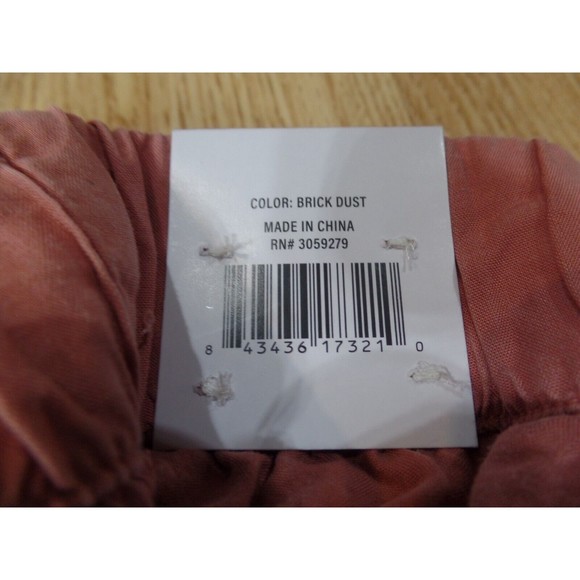 COLOR: BRICK DUST
MADE IN CHINA
RN# 3059279
8 43436 17321 0